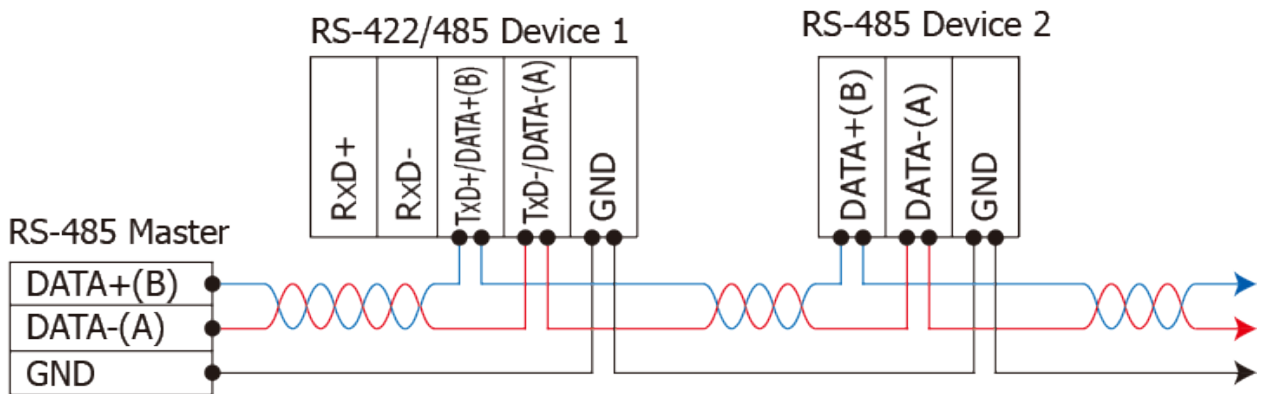 RS-422/485 Device 1
RS-485 Device 2
RxD+
RxD-
TxD+/DATA+(B)
TxD-/DATA-(A)
GND
DATA+(B)
DATA-(A)
GND
RS-485 Master
DATA+(B)
DATA-(A)
GND